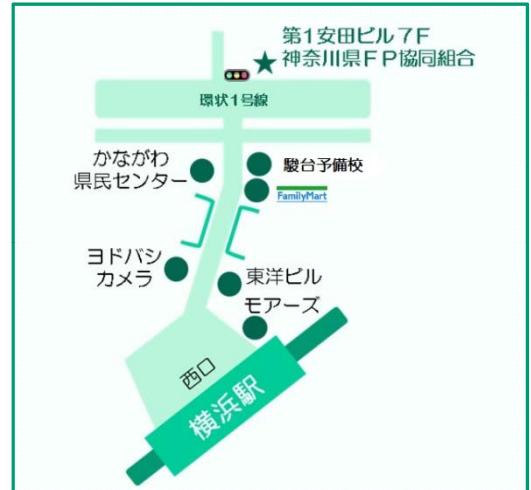 第1安田ビル7F
神奈川県FP協同組合
環状1号線
かながわ
県民センター
駿台予備校
FamilyMart
ヨドバシ
カメラ
東洋ビル
モアーズ
西口
横浜駅